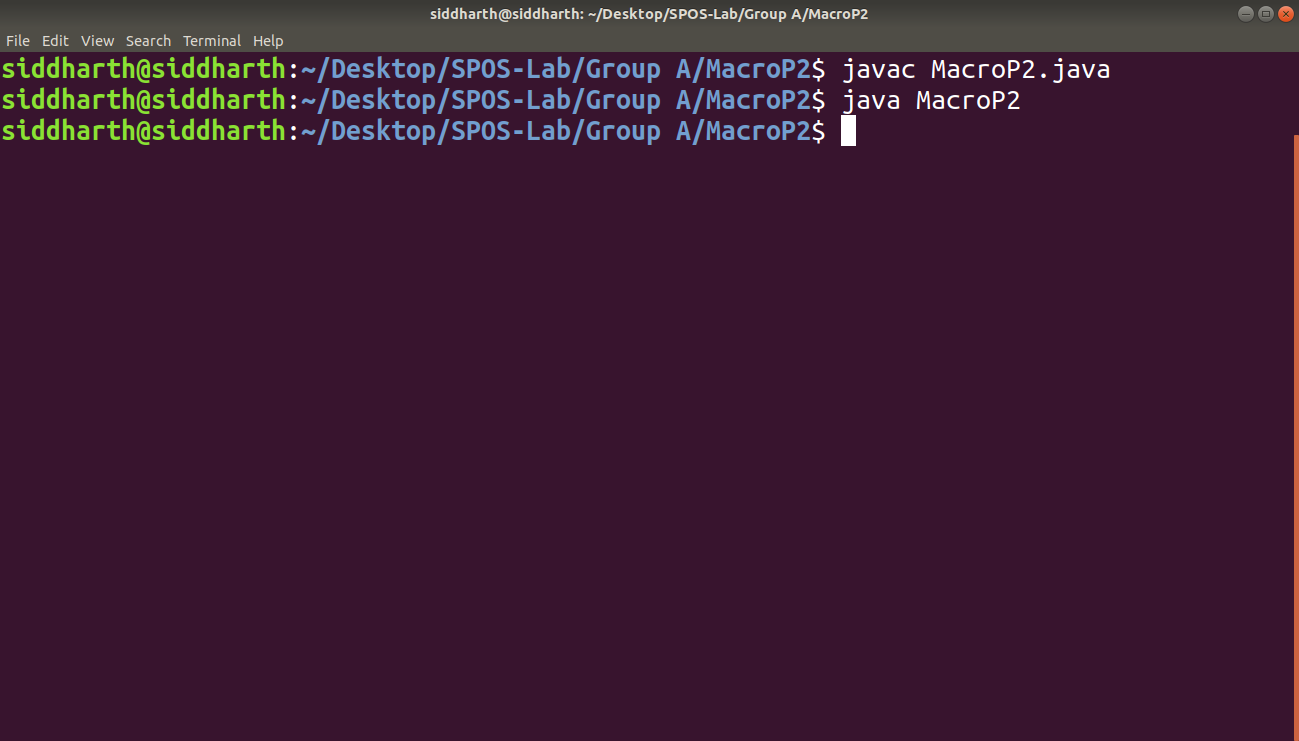 siddharth@siddharth: ~/Desktop/SPOS-Lab/Group A/MacroP2
File Edit View Search Terminal Help
siddharth@siddharth:~/Desktop/SPOS-Lab/Group A/MacroP2$ javac MacroP2.java
siddharth@siddharth:~/Desktop/SPOS-Lab/Group A/MacroP2$ java MacroP2
siddharth@siddharth:~/Desktop/SPOS-Lab/Group A/MacroP2$